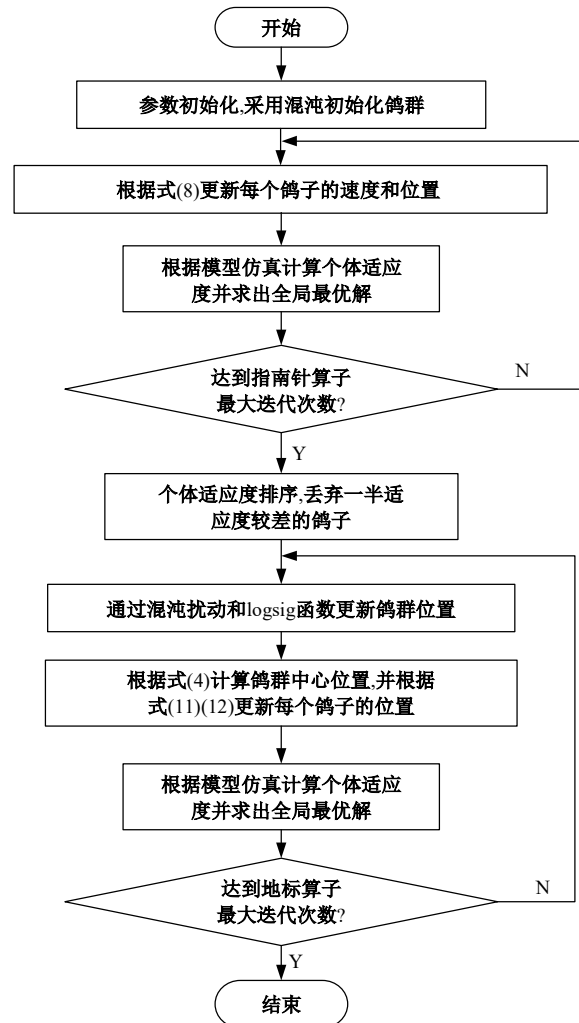 开始
参数初始化,采用混沌初始化鸽群
根据式(8)更新每个鸽子的速度和位置
根据模型仿真计算个体适应
度并求出全局最优解
达到指南针算子
最大迭代次数?
N
Y
个体适应度排序,丢弃一半适
应度较差的鸽子
通过混沌扰动和logsig函数更新鸽群位置
根据式(4)计算鸽群中心位置,并根据
式(11)(12)更新每个鸽子的位置
根据模型仿真计算个体适应
度并求出全局最优解
达到地标算子
最大迭代次数?
N
Y
结束